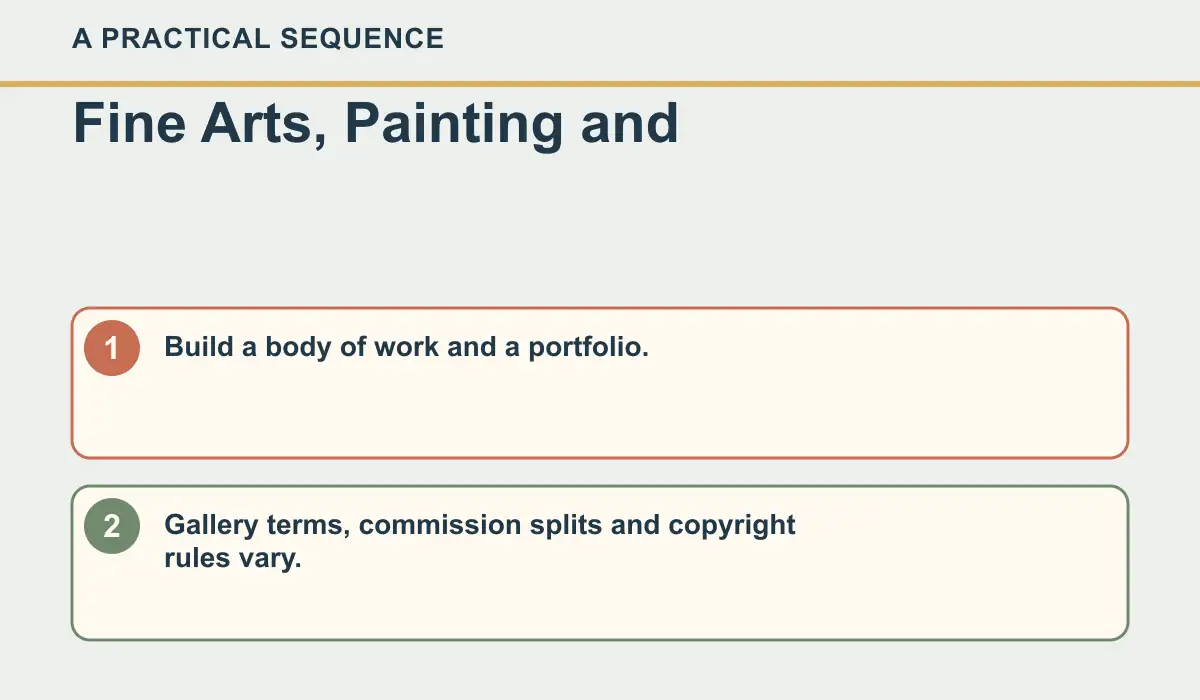 A PRACTICAL SEQUENCE
Fine Arts, Painting and
1
Build a body of work and a portfolio.
2
Gallery terms, commission splits and copyright
rules vary.